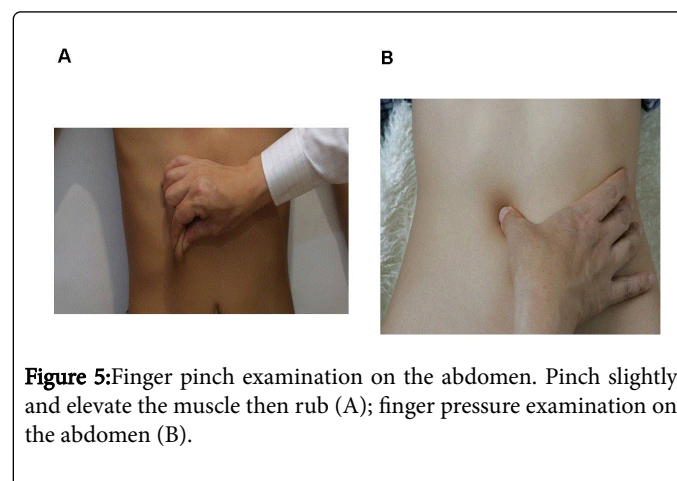 A
B
Figure 5:Finger pinch examination on the abdomen. Pinch slightly
and elevate the muscle then rub (A); finger pressure examination on
the abdomen (B).